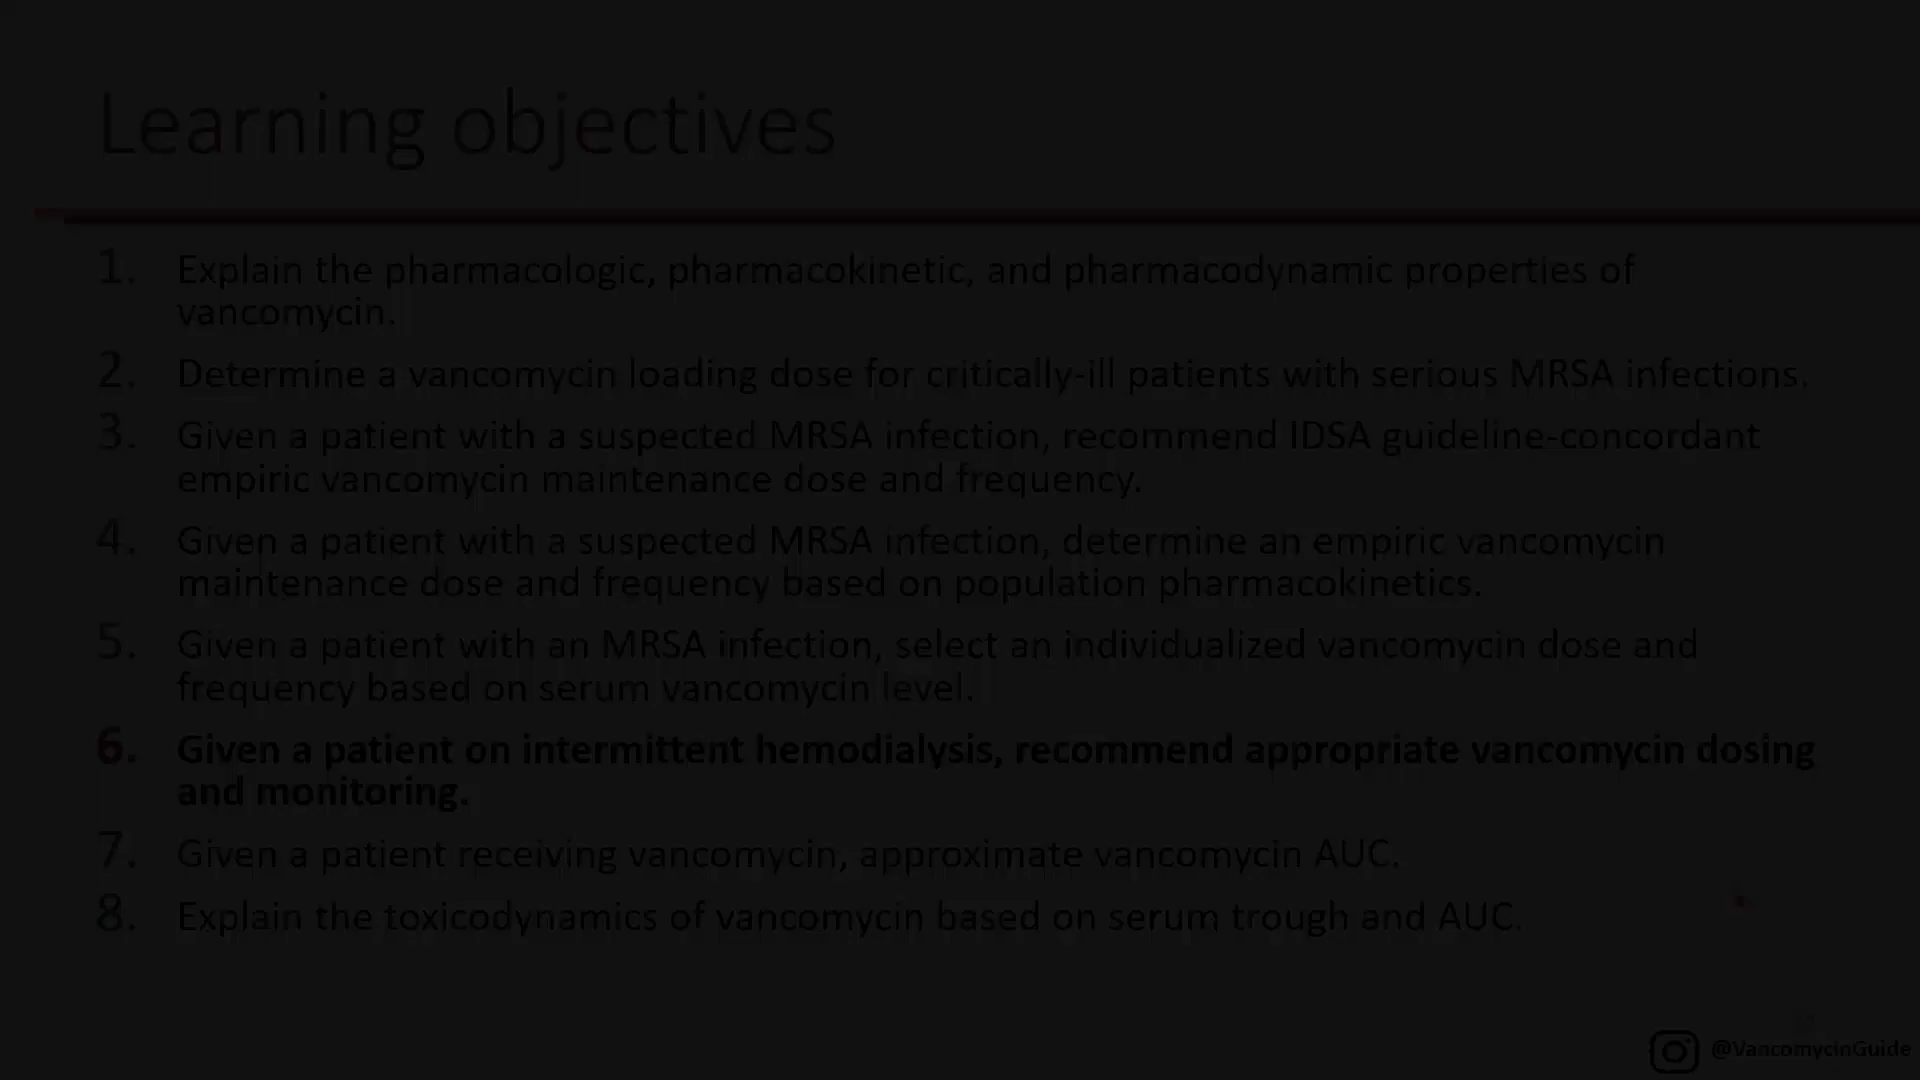 Learning objectives
1. Explain the pharmacologic, pharmacokinetic, and pharmacodynamic properties of
vancomycin.
2. Determine a vancomycin loading dose for critically-ill patients with serious MRSA infections.
3. Given a patient with a suspected MRSA infection, recommend IDSA guideline-concordant
empiric vancomycin maintenance dose and frequency.
4. Given a patient with a suspected MRSA infection, determine an empiric vancomycin
maintenance dose and frequency based on population pharmacokinetics.
5. Given a patient with an MRSA infection, select an individualized vancomycin dose and
frequency based on serum vancomycin level.
6. Given a patient on intermittent hemodialysis, recommend appropriate vancomycin dosing
and monitoring.
7. Given a patient receiving vancomycin, approximate vancomycin AUC.
8. Explain the toxicodynamics of vancomycin based on serum trough and AUC.
@VancomycinGuide